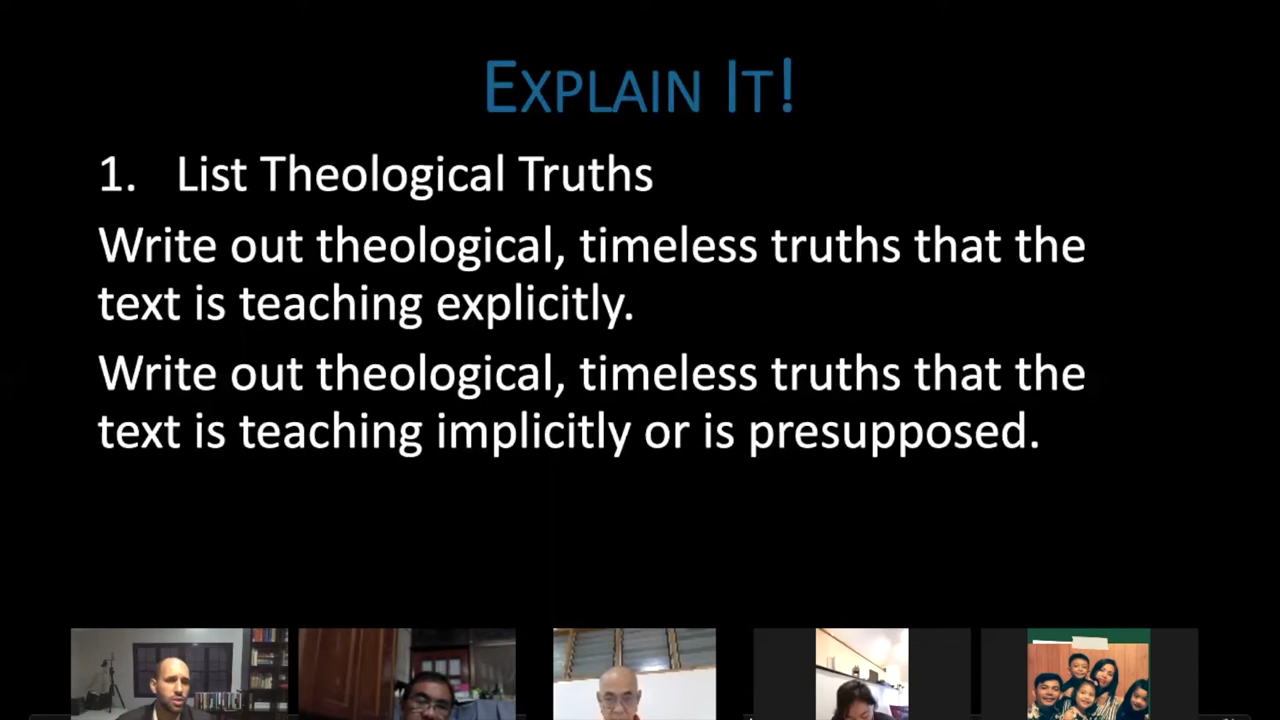 EXPLAIN IT!
1. List Theological Truths
Write out theological, timeless truths that the
text is teaching explicitly.
Write out theological, timeless truths that the
text is teaching implicitly or is presupposed.